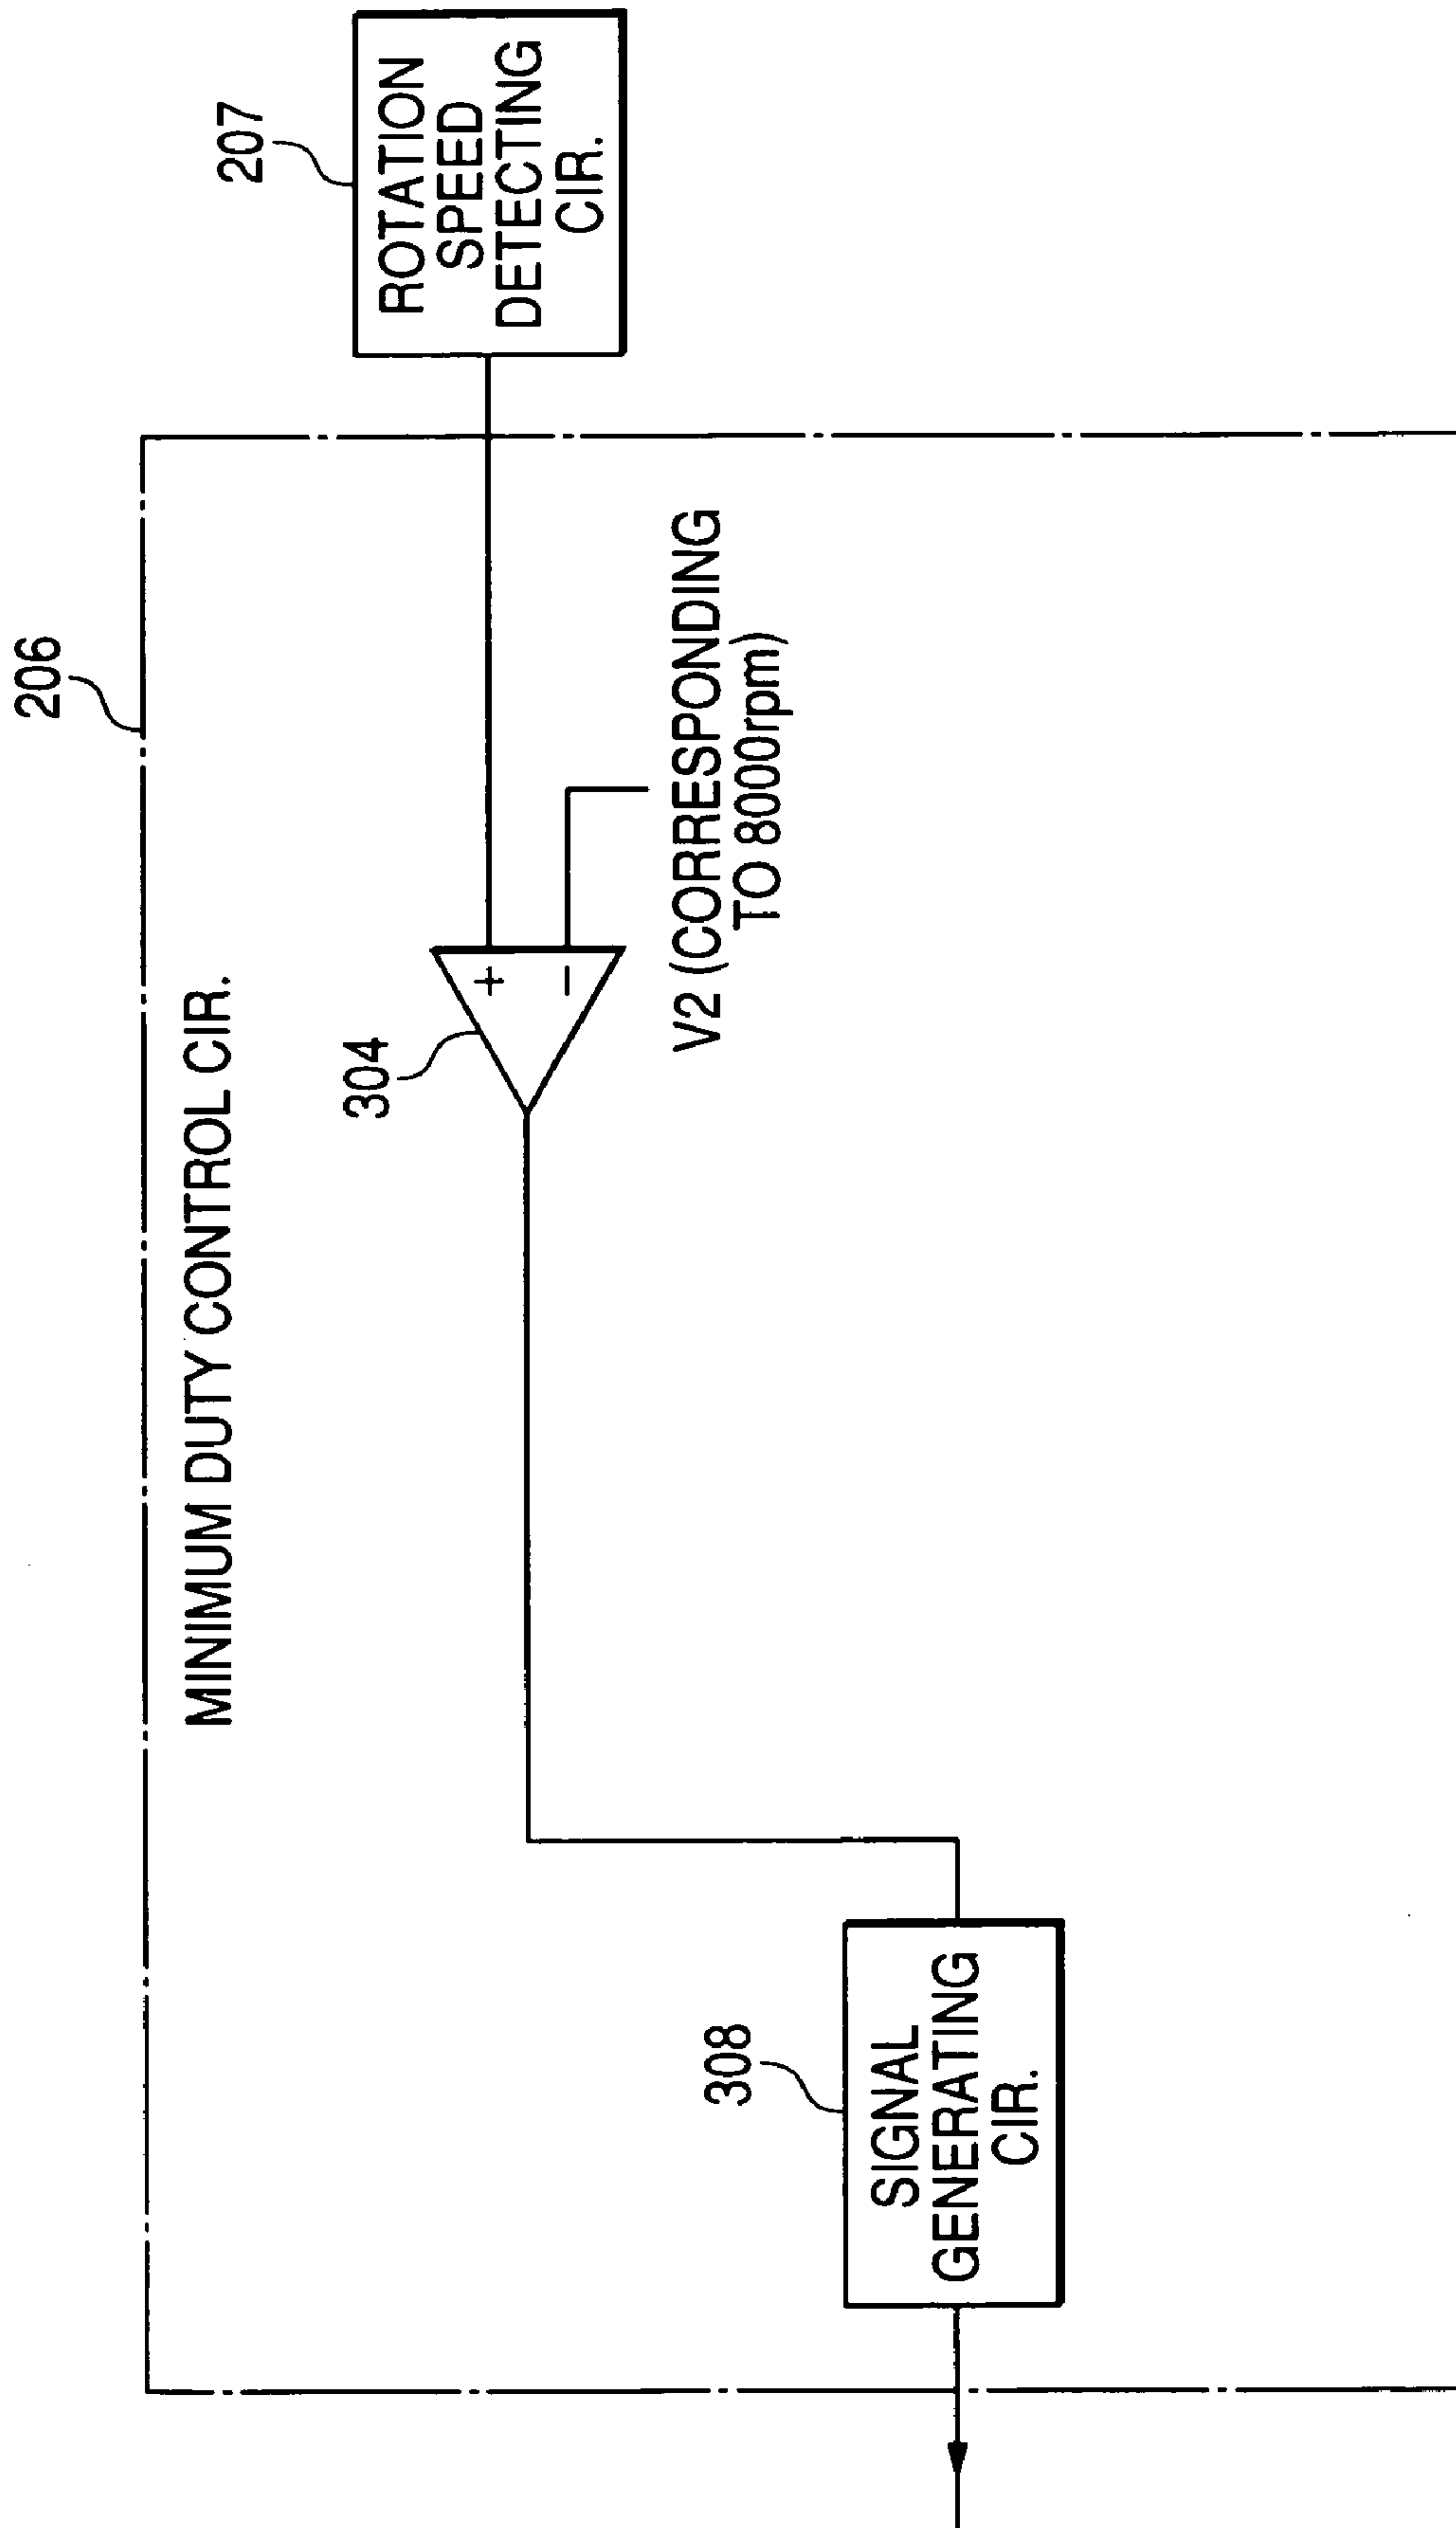 206
MINIMUM DUTY CONTROL CIR.
207
ROTATION
SPEED
DETECTING
CIR.
304
+
−
V2 (CORRESPONDING
TO 8000rpm)
308
SIGNAL
GENERATING
CIR.